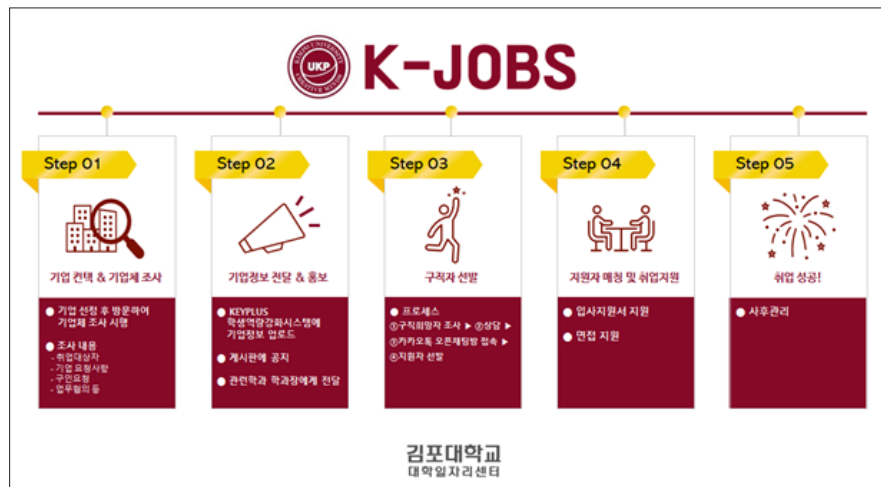 KIMPO UNIVERSITY
UKP
CREATIVE MINDS
K-JOBS
Step 01
기업 컨택 & 기업체 조사
● 기업 선정 후 방문하여
기업체 조사 시행
● 조사 내용
- 취업대상자
- 기업 요청사항
- 구인요청
- 업무협의 등
Step 02
기업정보 전달 & 홍보
● KEYPLUS
학생역량강화시스템에
기업정보 업로드
● 게시판에 공지
● 관련학과 학과장에게 전달
Step 03
구직자 선발
● 프로세스
①구직희망자 조사 ▶ ②상담 ▶
③카카오톡 오픈채팅방 접속 ▶
④지원자 선발
Step 04
지원자 매칭 및 취업지원
● 입사지원서 지원
● 면접 지원
Step 05
취업 성공!
● 사후관리
김포대학교
대학일자리센터